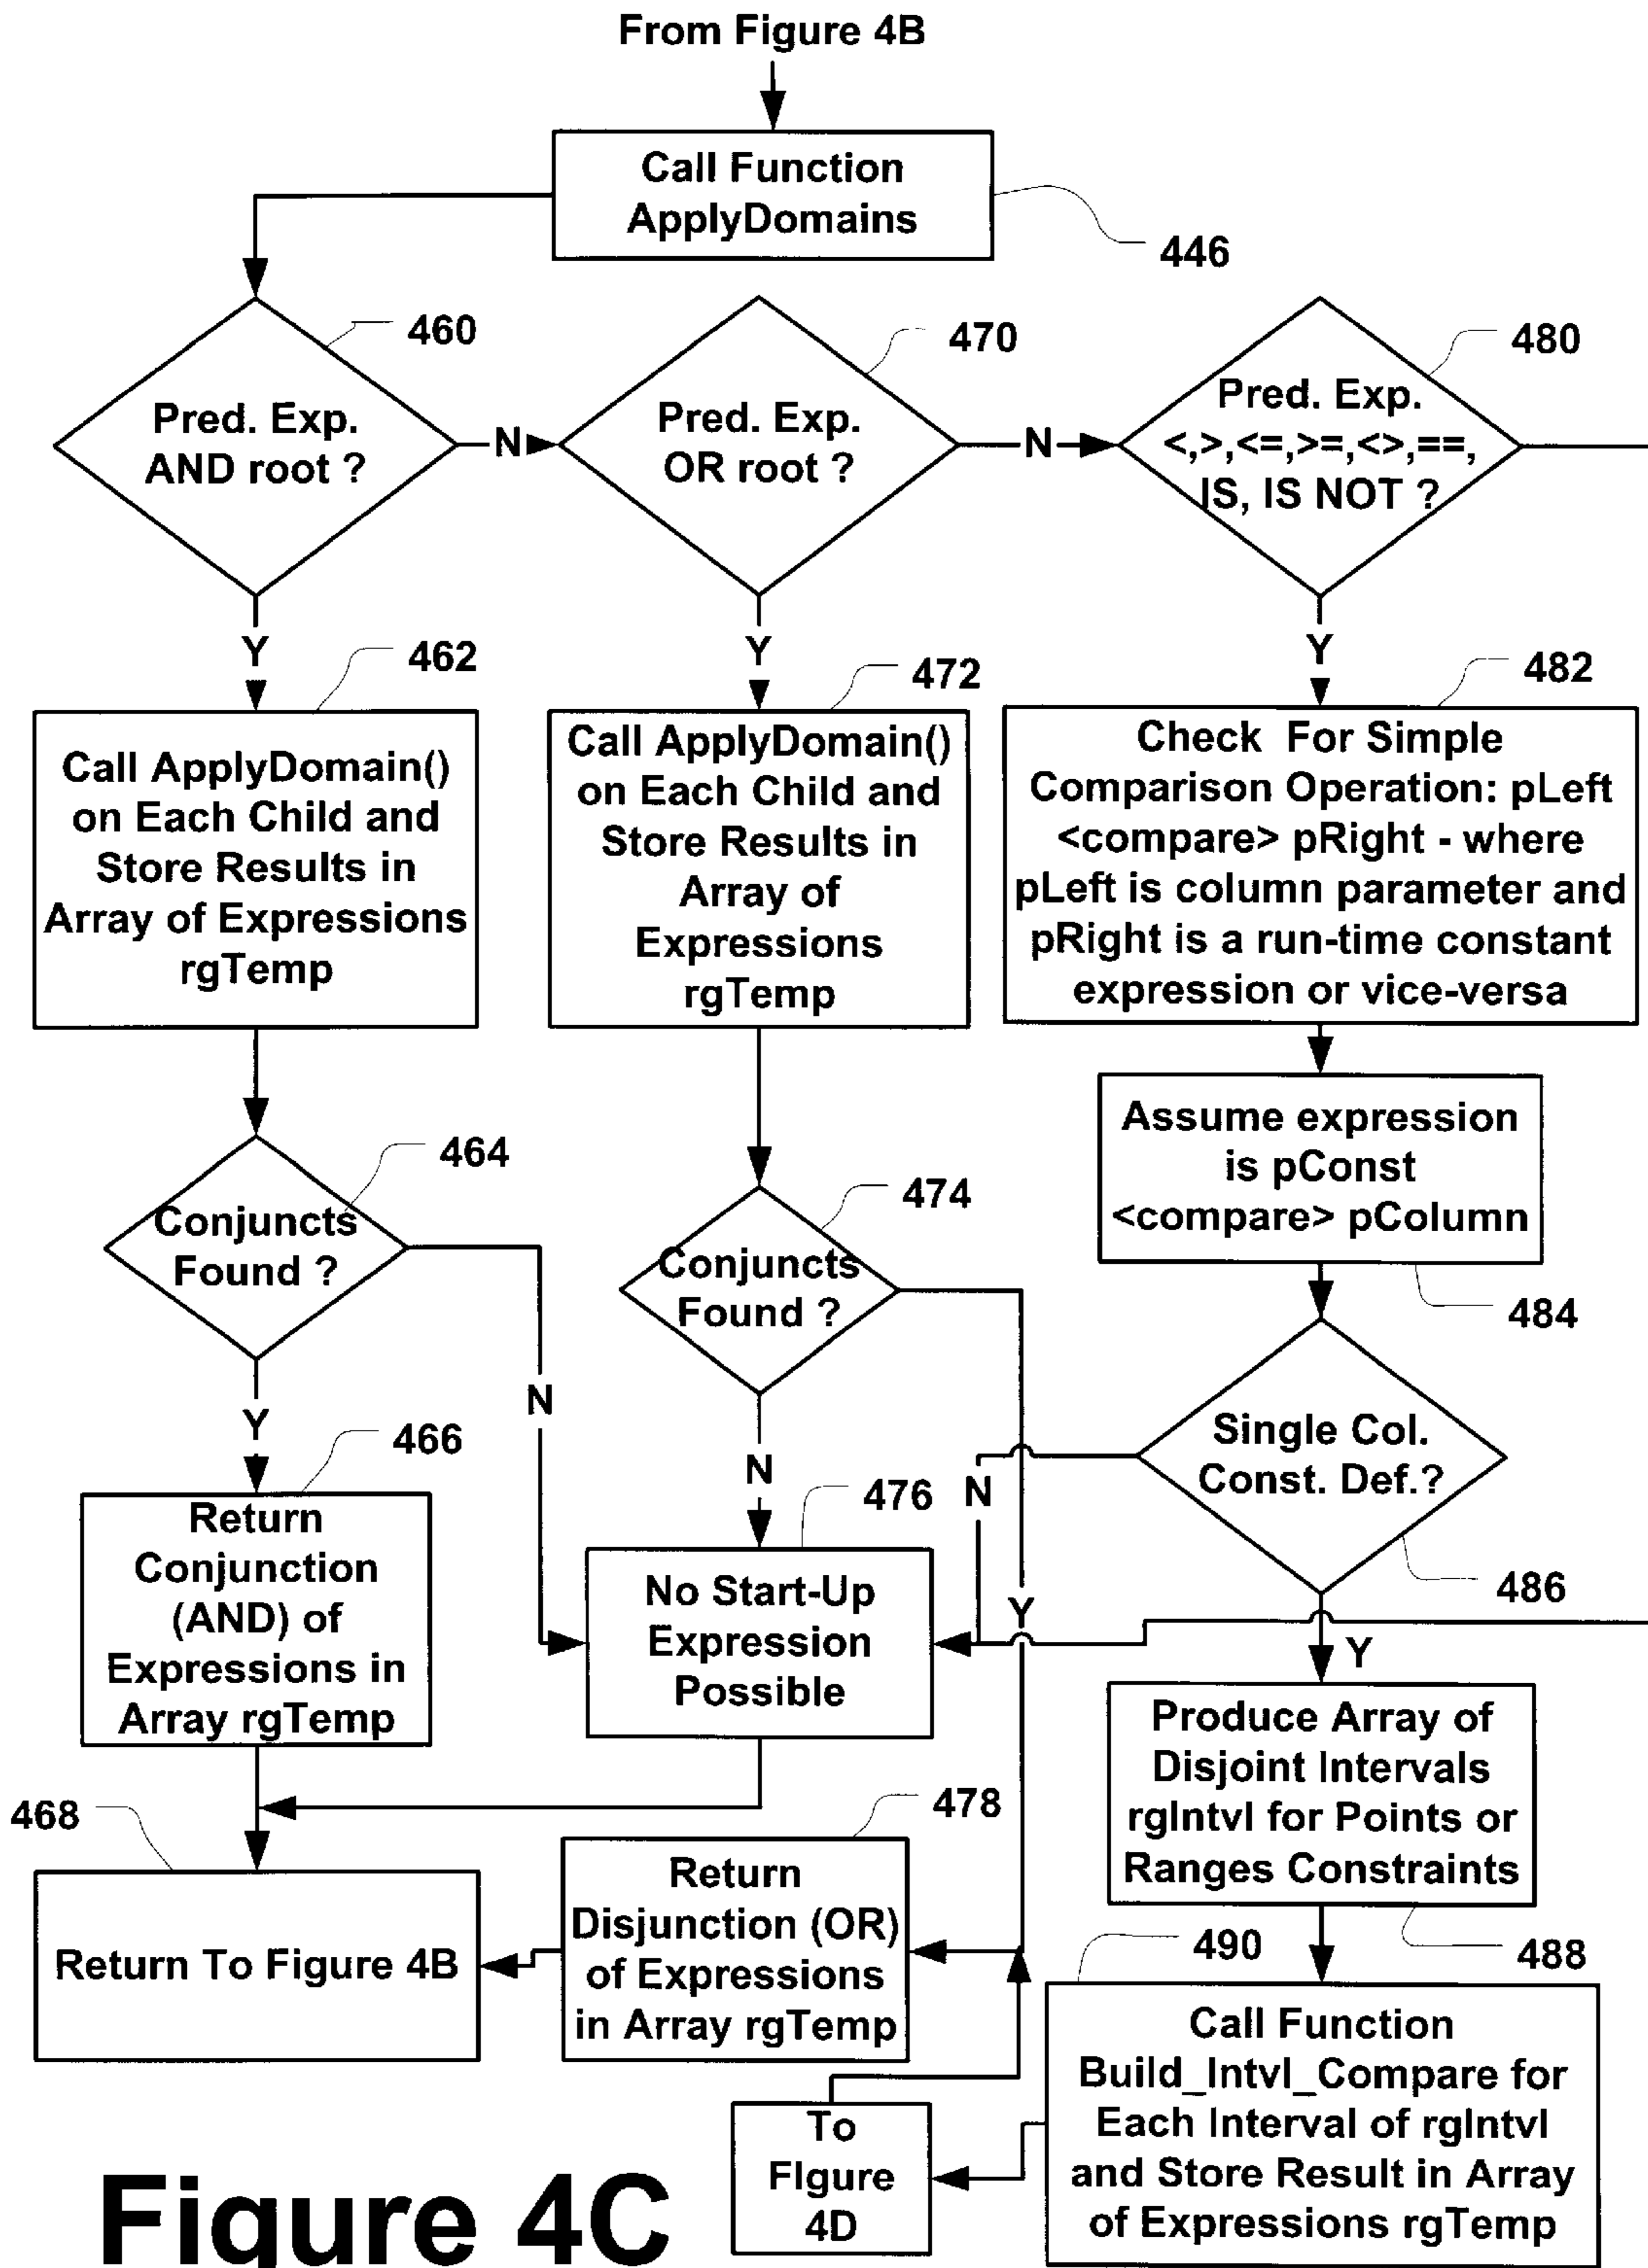 From Figure 4B
Call Function
ApplyDomains
446
460
Pred. Exp.
AND root ?
N
470
Pred. Exp.
OR root ?
N
480
Pred. Exp.
<,>,<=,>=,<>,==,
IS, IS NOT ?
Y
Y
Y
462
Call ApplyDomain()
on Each Child and
Store Results in
Array of Expressions
rgTemp
472
Call ApplyDomain()
on Each Child and
Store Results in
Array of
Expressions
rgTemp
482
Check For Simple
Comparison Operation: pLeft
<compare> pRight - where
pLeft is column parameter and
pRight is a run-time constant
expression or vice-versa
Assume expression
is pConst
<compare> pColumn
484
464
Conjuncts
Found ?
N
Y
474
Conjuncts
Found ?
N
Y
Single Col.
Const. Def.?
486
N
Y
466
Return
Conjunction
(AND) of
Expressions in
Array rgTemp
476
No Start-Up
Expression
Possible
Produce Array of
Disjoint Intervals
rgIntvl for Points or
Ranges Constraints
488
468
Return To Figure 4B
478
Return
Disjunction (OR)
of Expressions
in Array rgTemp
490
Call Function
Build_Intvl_Compare for
Each Interval of rgIntvl
and Store Result in Array
of Expressions rgTemp
To
FIgure
4D
Figure 4C